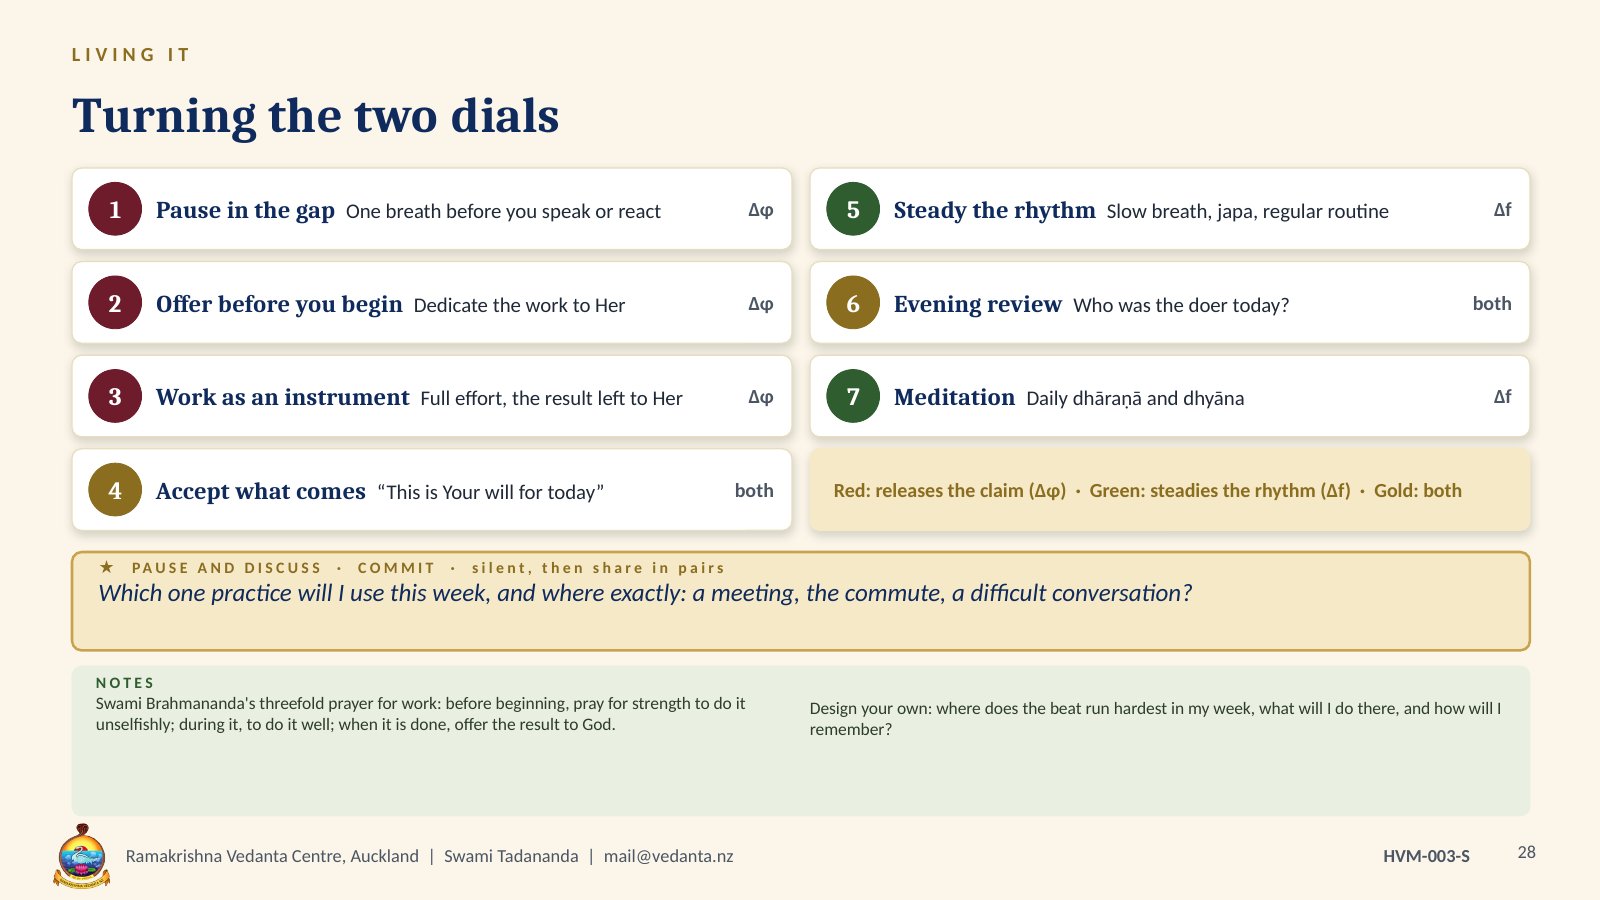 LIVING IT
Turning the two dials
1 Pause in the gap One breath before you speak or react Δφ
2 Offer before you begin Dedicate the work to Her Δφ
3 Work as an instrument Full effort, the result left to Her Δφ
4 Accept what comes “This is Your will for today” both
5 Steady the rhythm Slow breath, japa, regular routine Δf
6 Evening review Who was the doer today? both
7 Meditation Daily dhāraṇā and dhyāna Δf
Red: releases the claim (Δφ) · Green: steadies the rhythm (Δf) · Gold: both
★ PAUSE AND DISCUSS · COMMIT · silent, then share in pairs
Which one practice will I use this week, and where exactly: a meeting, the commute, a difficult conversation?
NOTES
Swami Brahmananda's threefold prayer for work: before beginning, pray for strength to do it
unselfishly; during it, to do it well; when it is done, offer the result to God.
Design your own: where does the beat run hardest in my week, what will I do there, and how will I
remember?
Ramakrishna Vedanta Centre, Auckland | Swami Tadananda | mail@vedanta.nz
HVM-003-S
28